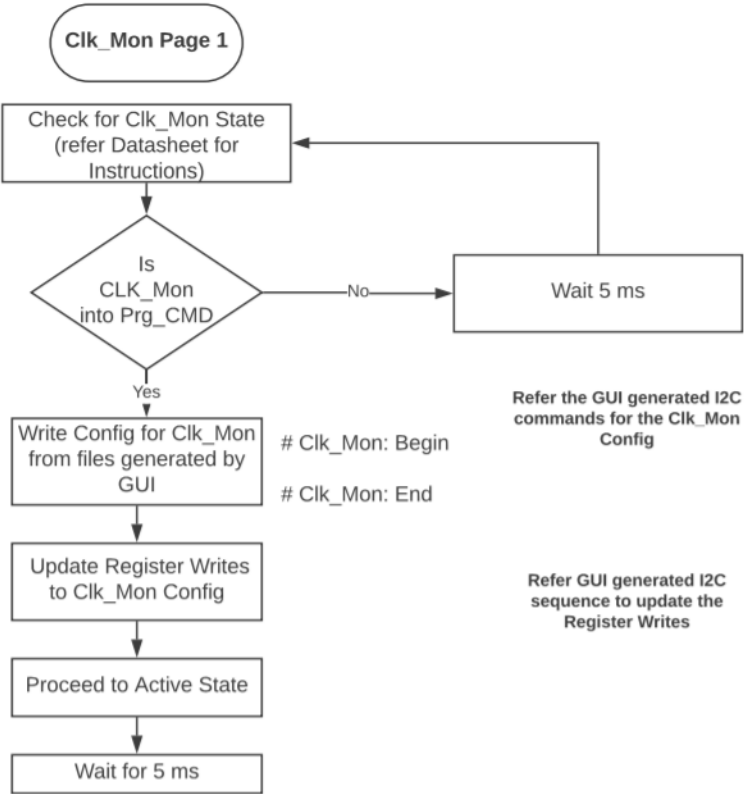 Clk_Mon Page 1
Check for Clk_Mon State
(refer Datasheet for
Instructions)
Is
CLK_Mon
into Prg_CMD
No
Wait 5 ms
Yes
Refer the GUI generated I2C
commands for the Clk_Mon
Config
Write Config for Clk_Mon
from files generated by
GUI
# Clk_Mon: Begin
# Clk_Mon: End
Update Register Writes
to Clk_Mon Config
Refer GUI generated I2C
sequence to update the
Register Writes
Proceed to Active State
Wait for 5 ms